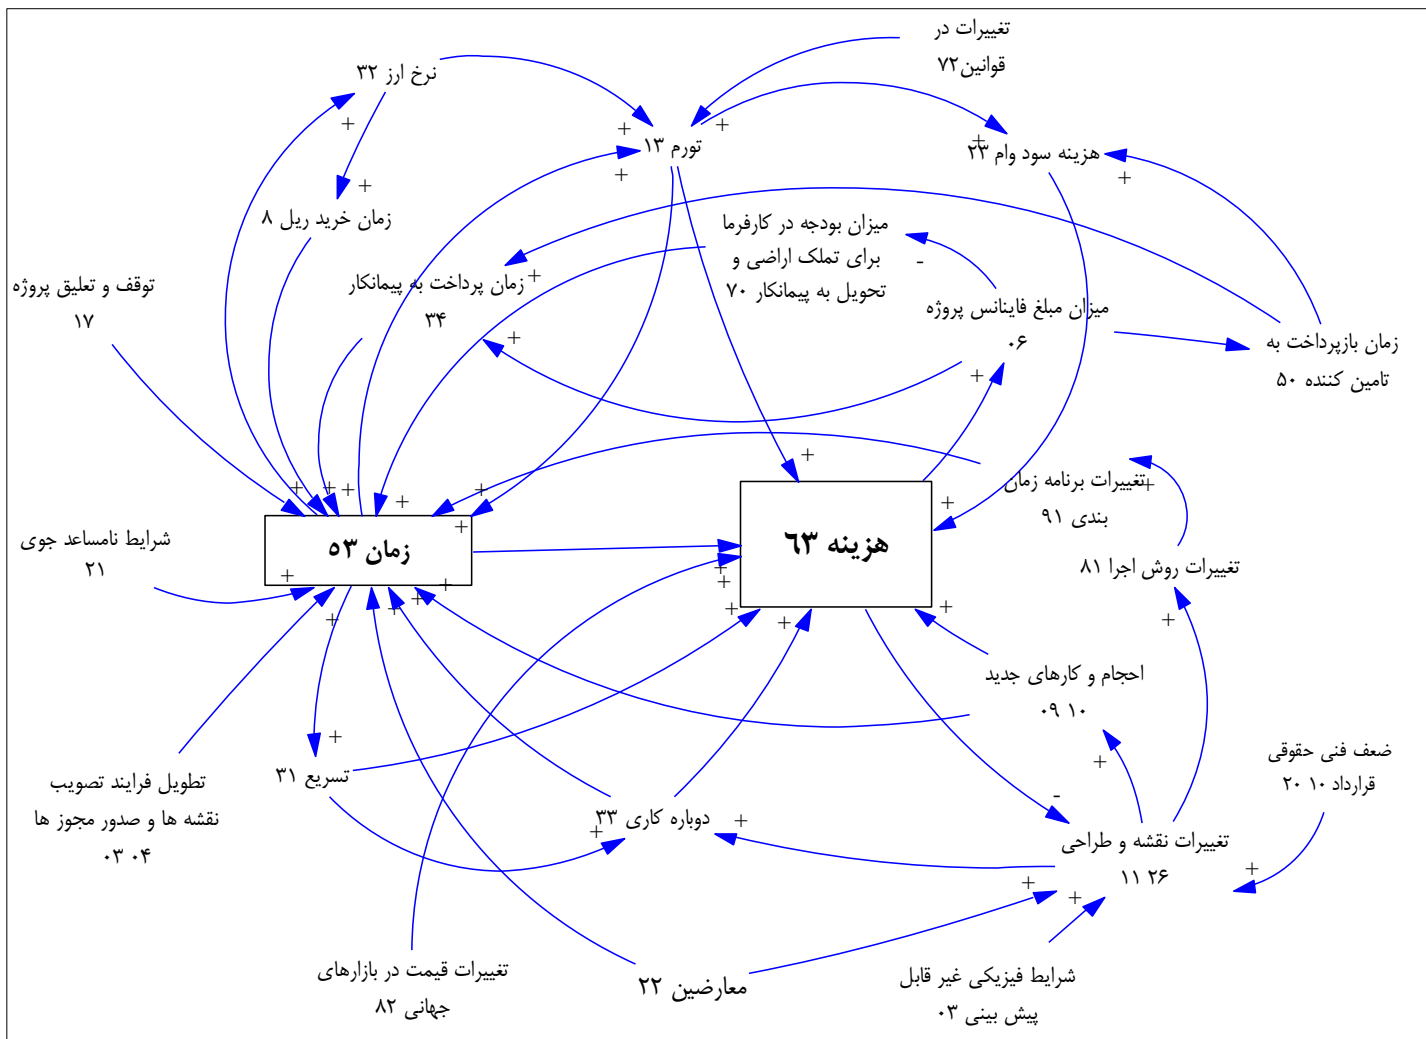 تغییرات در
قوانین۷۲
نرخ ارز ۳۲
+
+
+
+
تورم ۱۳
+
+
هزینه سود وام ۲۳
+
+
زمان خرید ریل ۸
میزان بودجه در کارفرما
برای تملک اراضی و
تحویل به پیمانکار ۷۰
-
توقف و تعلیق پروژه
۱۷
+
زمان پرداخت به پیمانکار
۳۴
+
میزان مبلغ فاینانس پروژه
۰۶
+
زمان بازپرداخت به
تامین کننده ۵۰
+
+
+
+
+
+
+
+
تغییرات برنامه زمان
بندی ۹۱
+
شرایط نامساعد جوی
۲۱
زمان ۵۳
هزینه ۶۳
تغییرات روش اجرا ۸۱
+
+
+
+
+
+
+
+
+
+
+
+
احجام و کارهای جدید
۰۹ ۱۰
+
ضعف فنی حقوقی
قرارداد ۱۰ ۲۰
+
تسریع ۳۱
تطویل فرایند تصویب
نقشه ها و صدور مجوز ها
۰۳ ۰۴
-
دوباره کاری ۳۳
+
+
تغییرات نقشه و طراحی
۱۱ ۲۶
+
+
+
تغییرات قیمت در بازارهای
جهانی ۸۲
معارضین ۲۲
شرایط فیزیکی غیر قابل
پیش بینی ۰۳